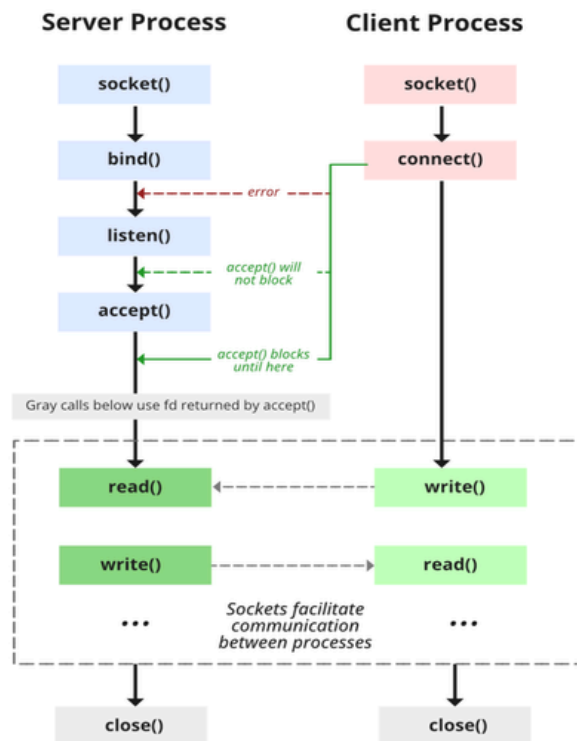 Server Process
Client Process
socket()
socket()
bind()
connect()
error
listen()
accept() will
not block
accept()
accept() blocks
until here
Gray calls below use fd returned by accept()
read()
write()
write()
read()
...
Sockets facilitate
communication
between processes
...
close()
close()